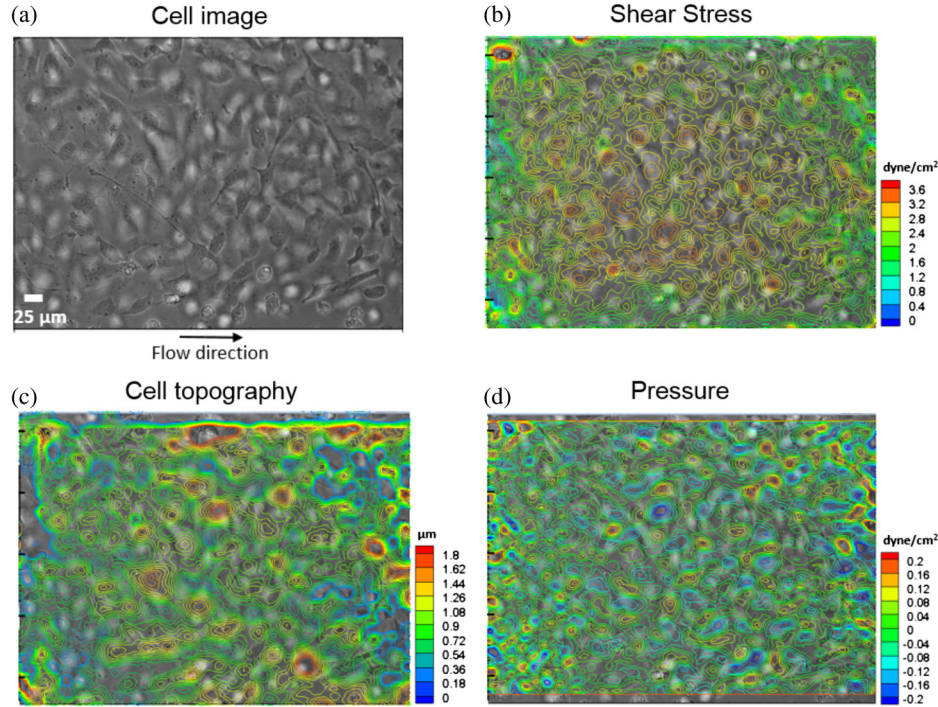 (a)
Cell image
25 μm
Flow direction
(b)
Shear Stress
dyne/cm²
3.6
3.2
2.8
2.4
2
1.6
1.2
0.8
0.4
0
(c)
Cell topography
μm
1.8
1.62
1.44
1.26
1.08
0.9
0.72
0.54
0.36
0.18
0
(d)
Pressure
dyne/cm²
0.2
0.16
0.12
0.08
0.04
0
-0.04
-0.08
-0.12
-0.16
-0.2